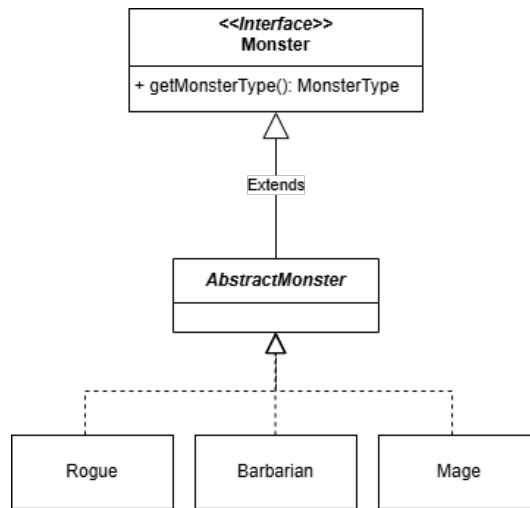 <<Interface>>
Monster
+ getMonsterType(): MonsterType
Extends
AbstractMonster
Rogue
Barbarian
Mage